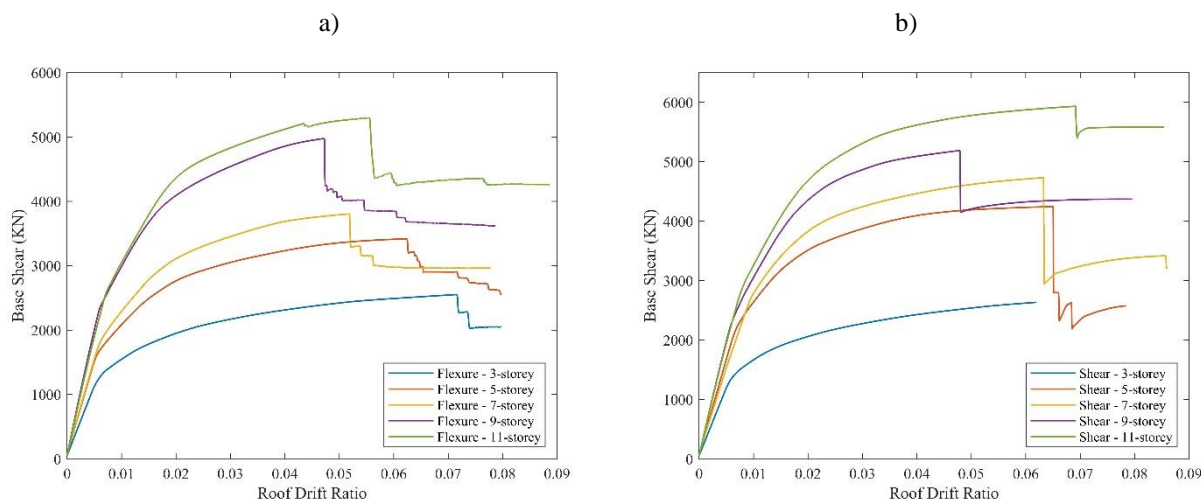 a)
6000
5000
4000
3000
2000
1000
0
Base Shear (KN)
0 0.01 0.02 0.03 0.04 0.05 0.06 0.07 0.08 0.09
Roof Drift Ratio
Flexure - 3-storey
Flexure - 5-storey
Flexure - 7-storey
Flexure - 9-storey
Flexure - 11-storey
b)
6000
5000
4000
3000
2000
1000
0
Base Shear (KN)
0 0.01 0.02 0.03 0.04 0.05 0.06 0.07 0.08 0.09
Roof Drift Ratio
Shear - 3-storey
Shear - 5-storey
Shear - 7-storey
Shear - 9-storey
Shear - 11-storey